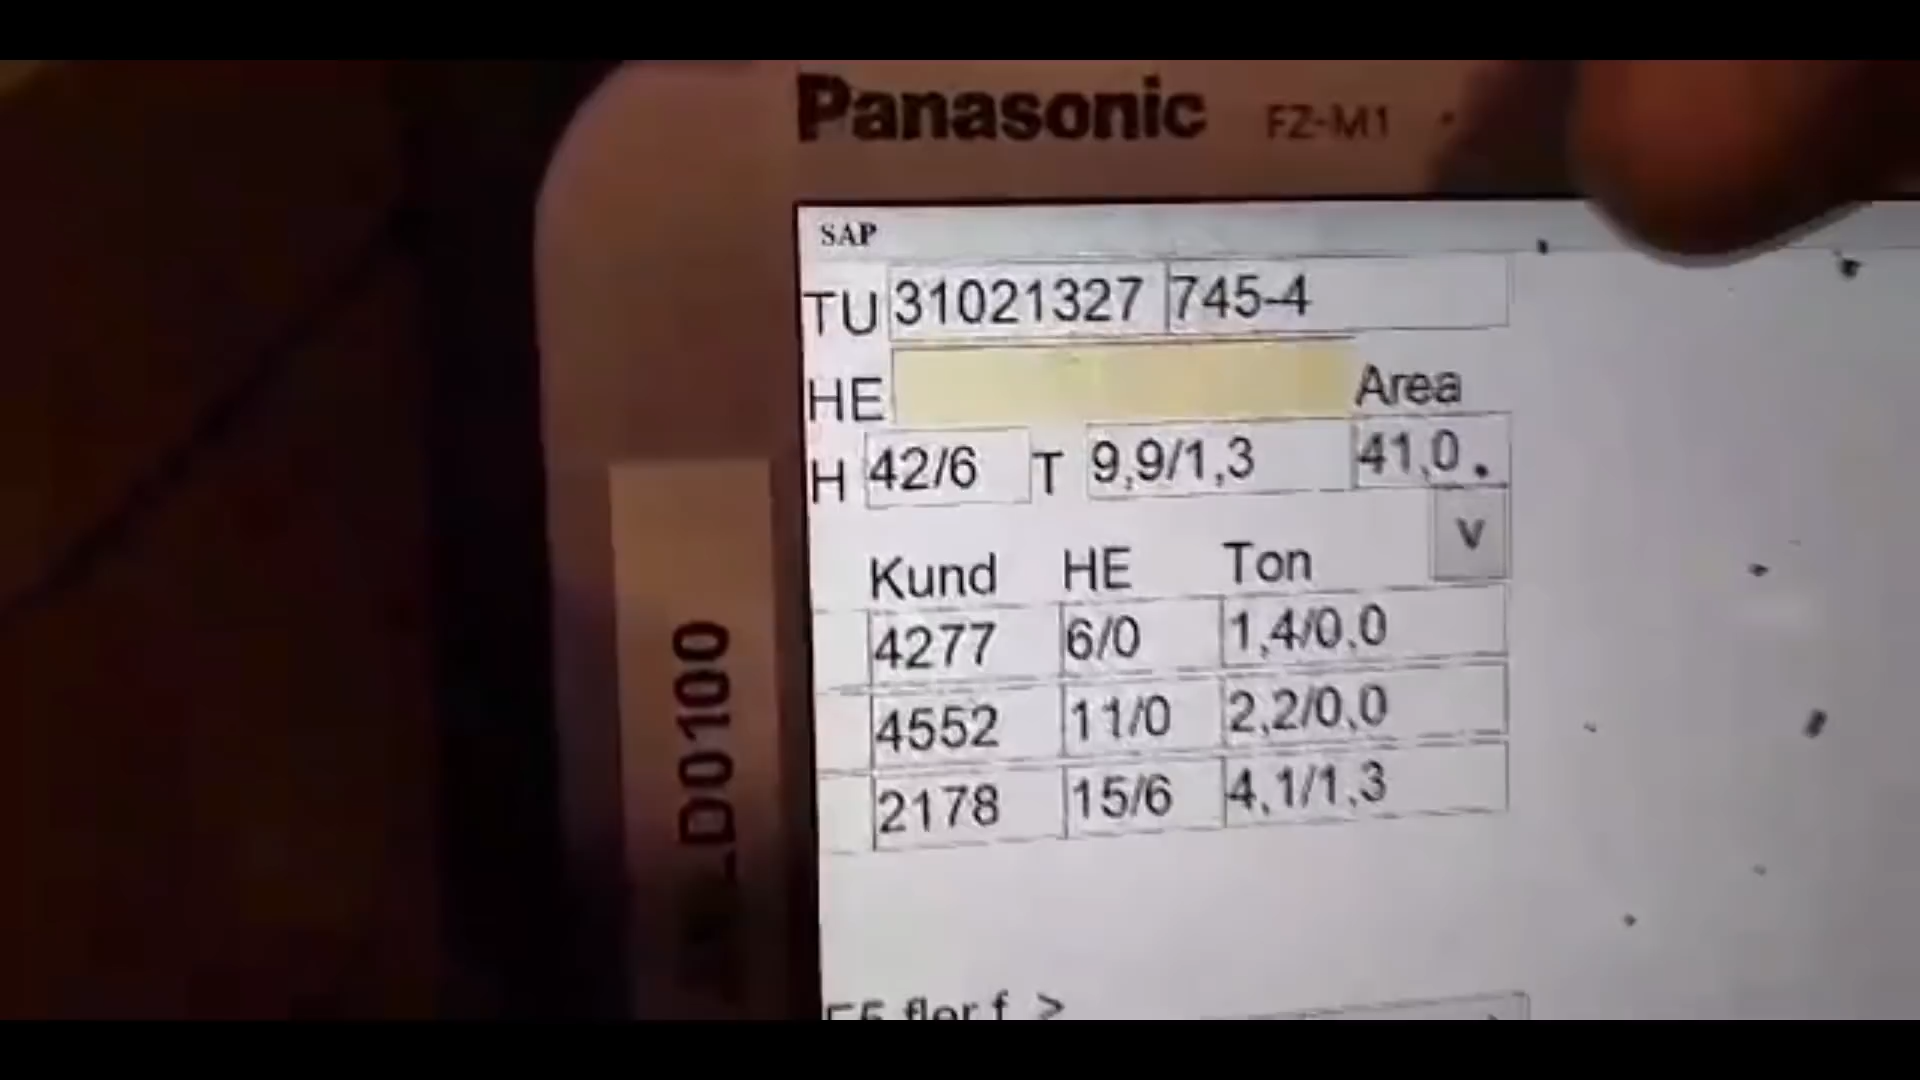 Panasonic FZ-M1
SAP
TU 31021327 745-4
HE Area
H 42/6 T 9,9/1,3 41,0.
V
Kund HE Ton
4277 6/0 1,4/0,0
4552 11/0 2,2/0,0
2178 15/6 4,1/1,3
F5 fler f. >
D0100